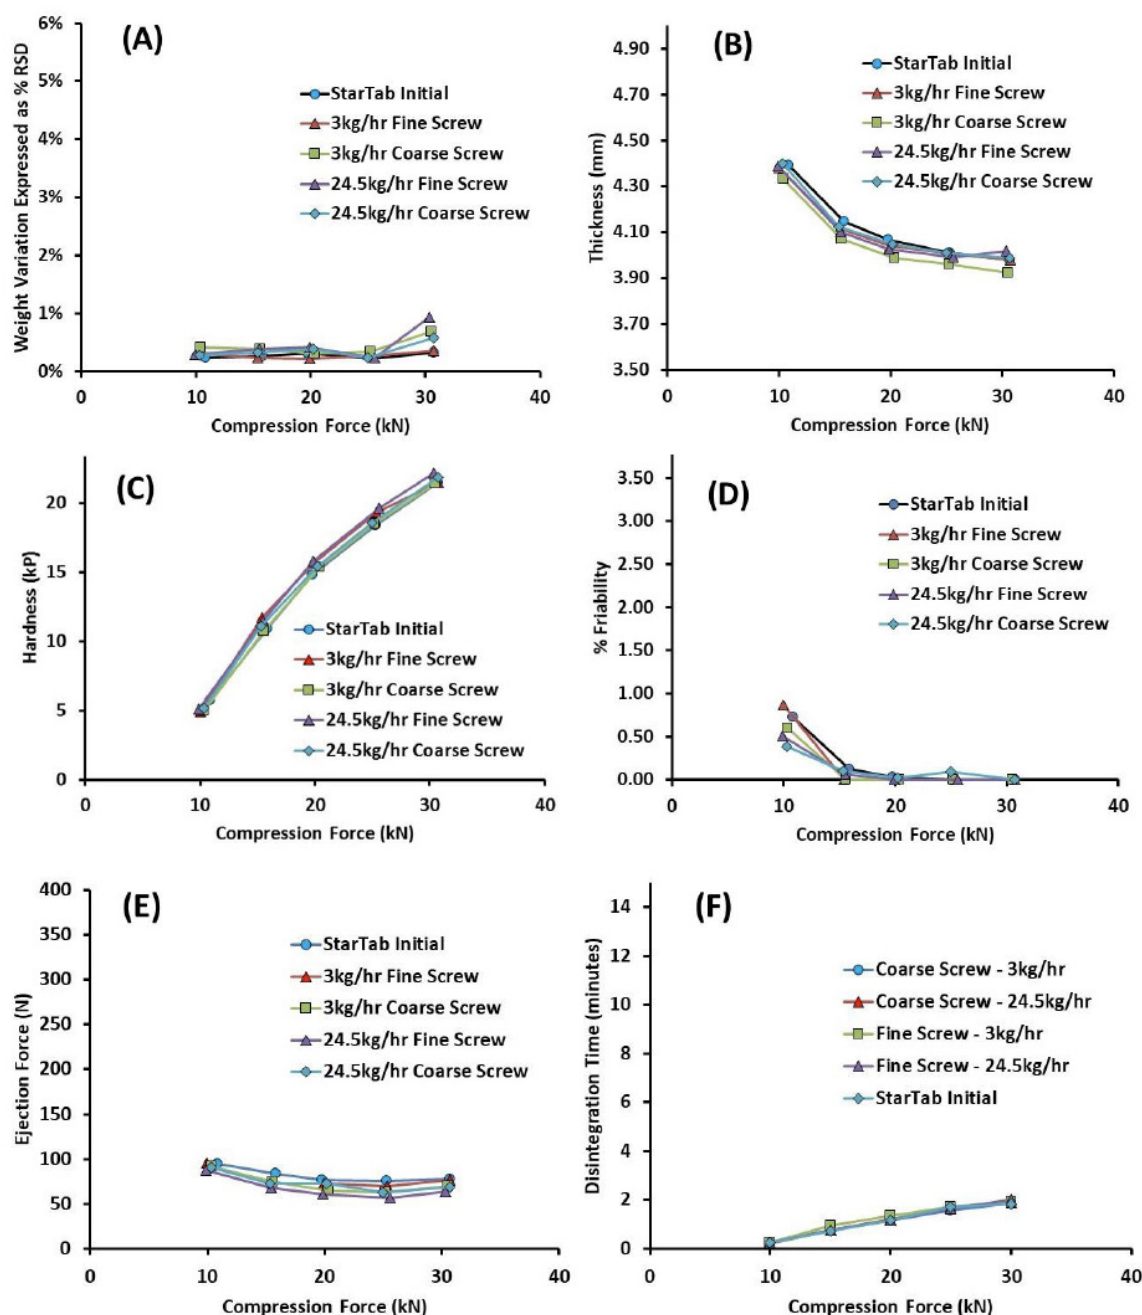 (A)
Weight Variation Expressed as % RSD
6%
5%
4%
3%
2%
1%
0%
StarTab Initial
3kg/hr Fine Screw
3kg/hr Coarse Screw
24.5kg/hr Fine Screw
24.5kg/hr Coarse Screw
0 10 20 30 40
Compression Force (kN)
(B)
Thickness (mm)
4.90
4.70
4.50
4.30
4.10
3.90
3.70
3.50
StarTab Initial
3kg/hr Fine Screw
3kg/hr Coarse Screw
24.5kg/hr Fine Screw
24.5kg/hr Coarse Screw
0 10 20 30 40
Compression Force (kN)
(C)
Hardness (kP)
20
15
10
5
0
StarTab Initial
3kg/hr Fine Screw
3kg/hr Coarse Screw
24.5kg/hr Fine Screw
24.5kg/hr Coarse Screw
0 10 20 30 40
Compression Force (kN)
(D)
% Friability
3.50
3.00
2.50
2.00
1.50
1.00
0.50
0.00
StarTab Initial
3kg/hr Fine Screw
3kg/hr Coarse Screw
24.5kg/hr Fine Screw
24.5kg/hr Coarse Screw
0 10 20 30 40
Compression Force (kN)
(E)
Ejection Force (N)
400
350
300
250
200
150
100
50
0
StarTab Initial
3kg/hr Fine Screw
3kg/hr Coarse Screw
24.5kg/hr Fine Screw
24.5kg/hr Coarse Screw
0 10 20 30 40
Compression Force (kN)
(F)
Disintegration Time (minutes)
14
12
10
8
6
4
2
0
Coarse Screw - 3kg/hr
Coarse Screw - 24.5kg/hr
Fine Screw - 3kg/hr
Fine Screw - 24.5kg/hr
StarTab Initial
0 10 20 30 40
Compression Force (kN)